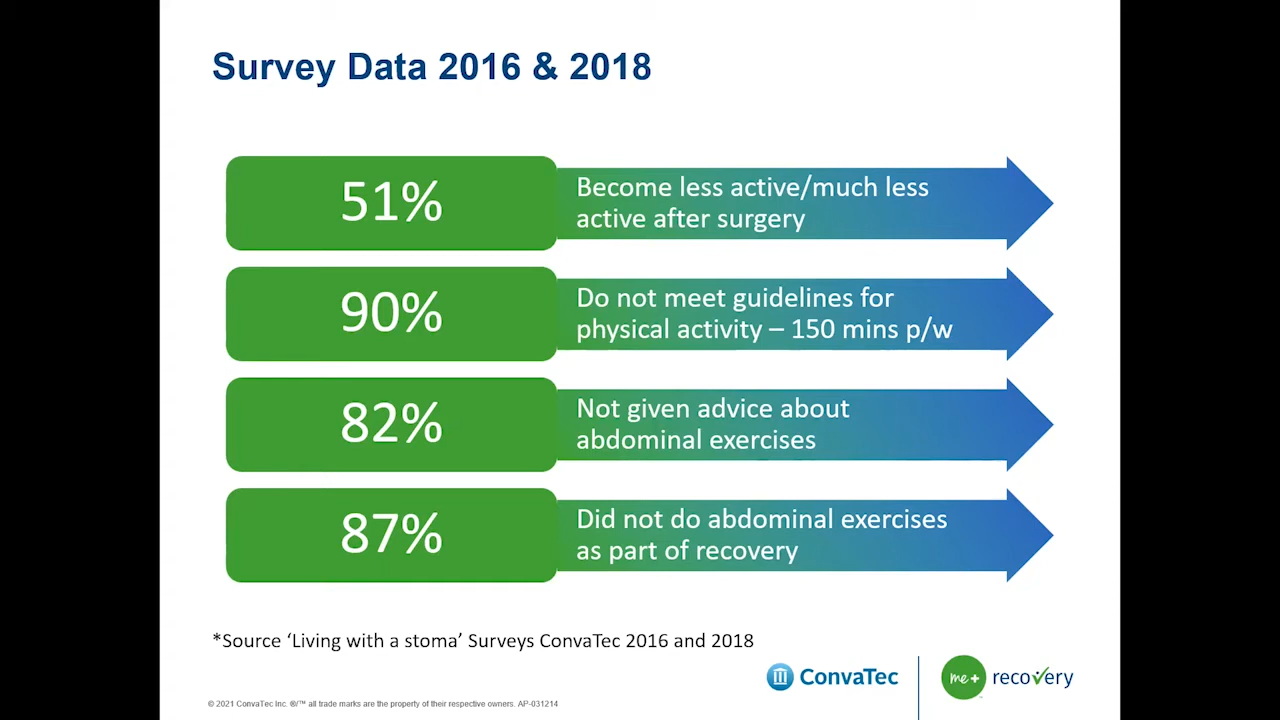 Survey Data 2016 & 2018
51%
Become less active/much less
active after surgery
90%
Do not meet guidelines for
physical activity – 150 mins p/w
82%
Not given advice about
abdominal exercises
87%
Did not do abdominal exercises
as part of recovery
*Source ‘Living with a stoma’ Surveys ConvaTec 2016 and 2018
ConvaTec
me+ recovery
© 2021 ConvaTec Inc. ®/™ all trade marks are the property of their respective owners. AP-031214